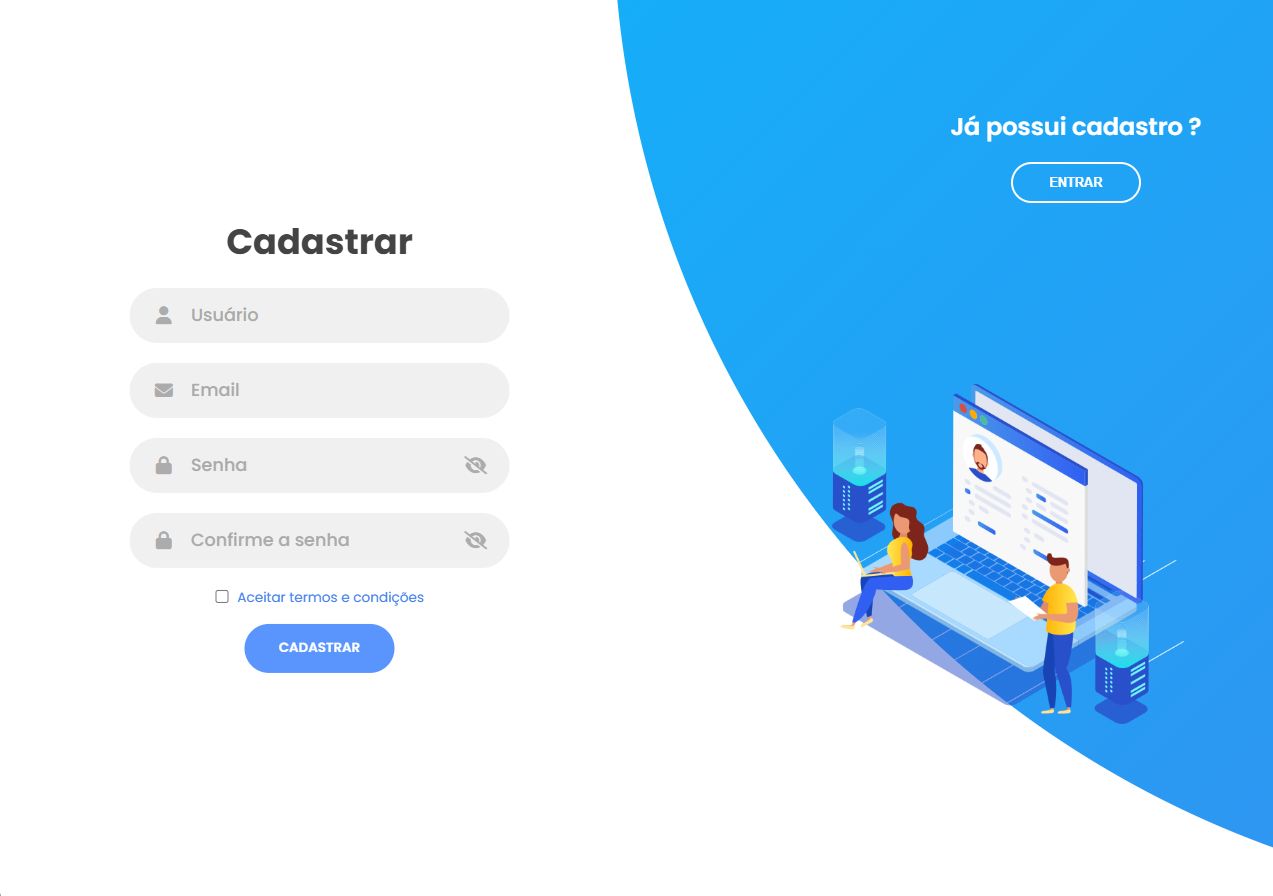 Já possui cadastro ?
ENTRAR
Cadastrar
Usuário
Email
Senha
Confirme a senha
Aceitar termos e condições
CADASTRAR